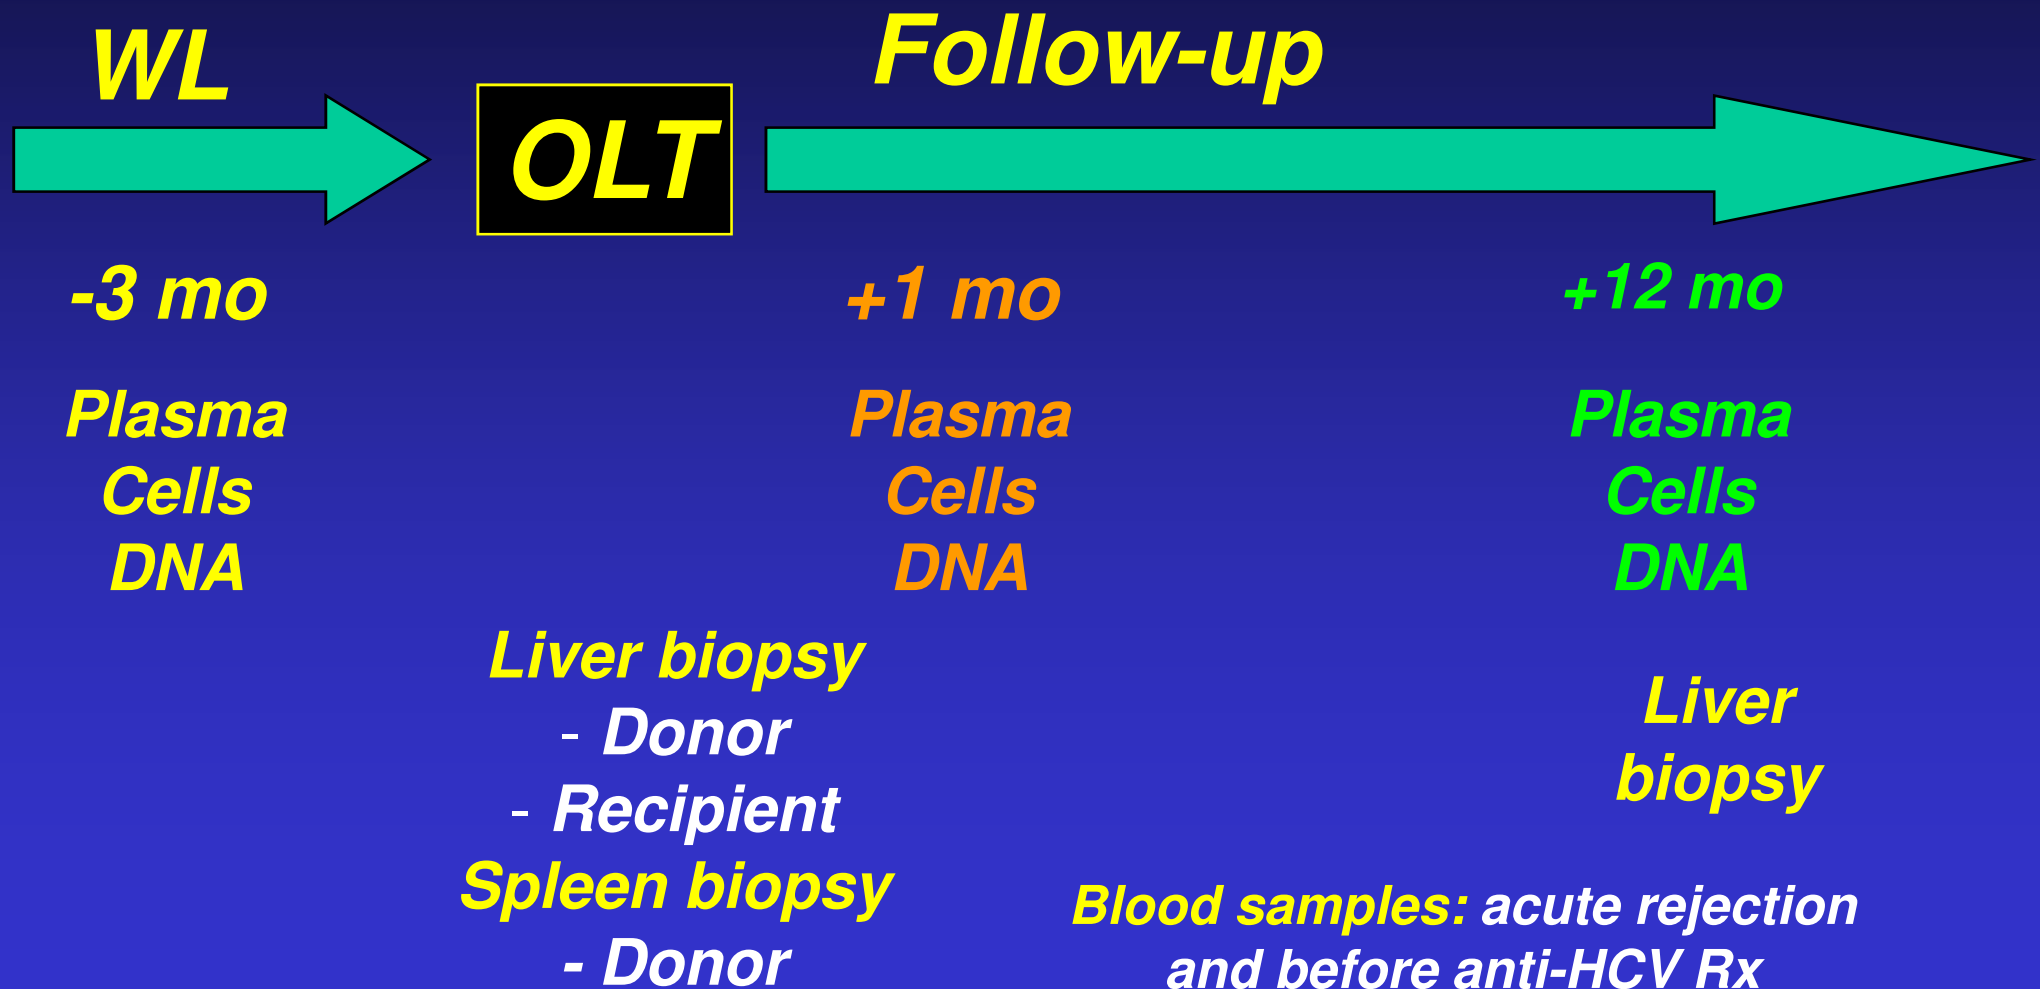 WL
OLT
Follow-up
-3 mo
+1 mo
+12 mo
Plasma
Cells
DNA
Plasma
Cells
DNA
Plasma
Cells
DNA
Liver biopsy
- Donor
- Recipient
Spleen biopsy
- Donor
Liver
biopsy
Blood samples: acute rejection
and before anti-HCV Rx